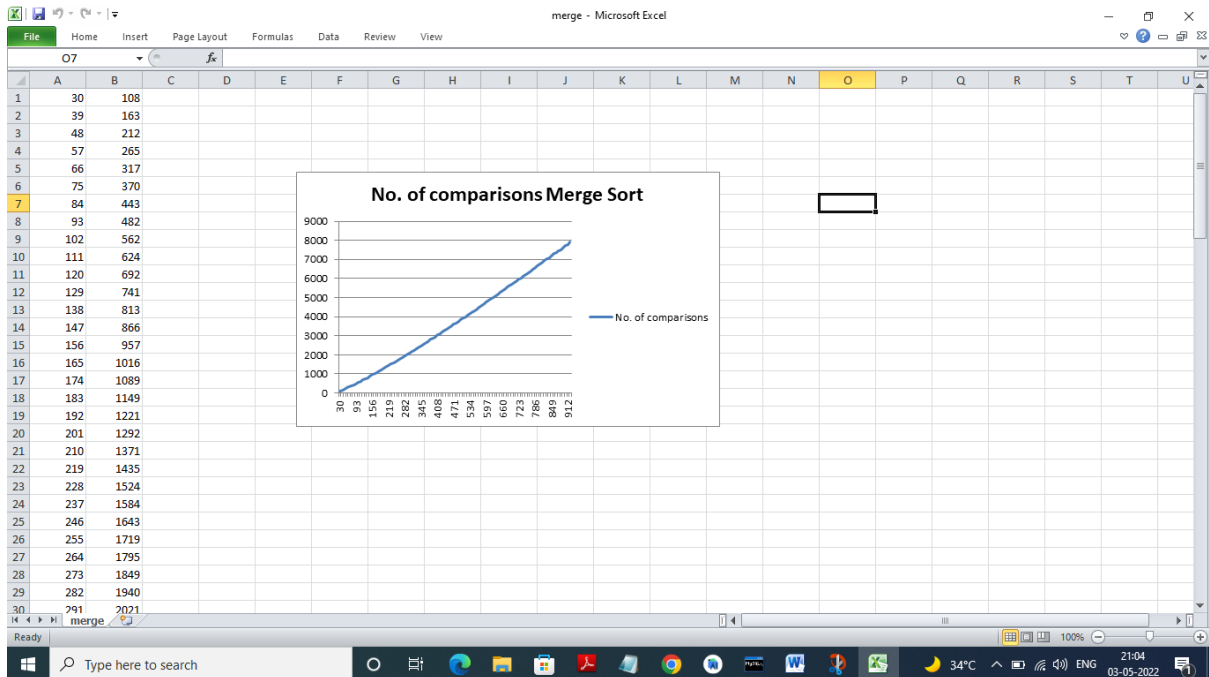 merge - Microsoft Excel
File Home Insert Page Layout Formulas Data Review View
O7 fx
A B C D E F G H I J K L M N O P Q R S T U
1 30 108
2 39 163
3 48 212
4 57 265
5 66 317
6 75 370
7 84 443
8 93 482
9 102 562
10 111 624
11 120 692
12 129 741
13 138 813
14 147 866
15 156 957
16 165 1016
17 174 1089
18 183 1149
19 192 1221
20 201 1292
21 210 1371
22 219 1435
23 228 1524
24 237 1584
25 246 1643
26 255 1719
27 264 1795
28 273 1849
29 282 1940
30 291 2021
No. of comparisons Merge Sort
9000
8000
7000
6000
5000
4000
3000
2000
1000
0
30 93 156 219 282 345 408 471 534 597 660 723 786 849 912
No. of comparisons
merge
Ready 100%
Type here to search 34°C ENG 21:04
03-05-2022